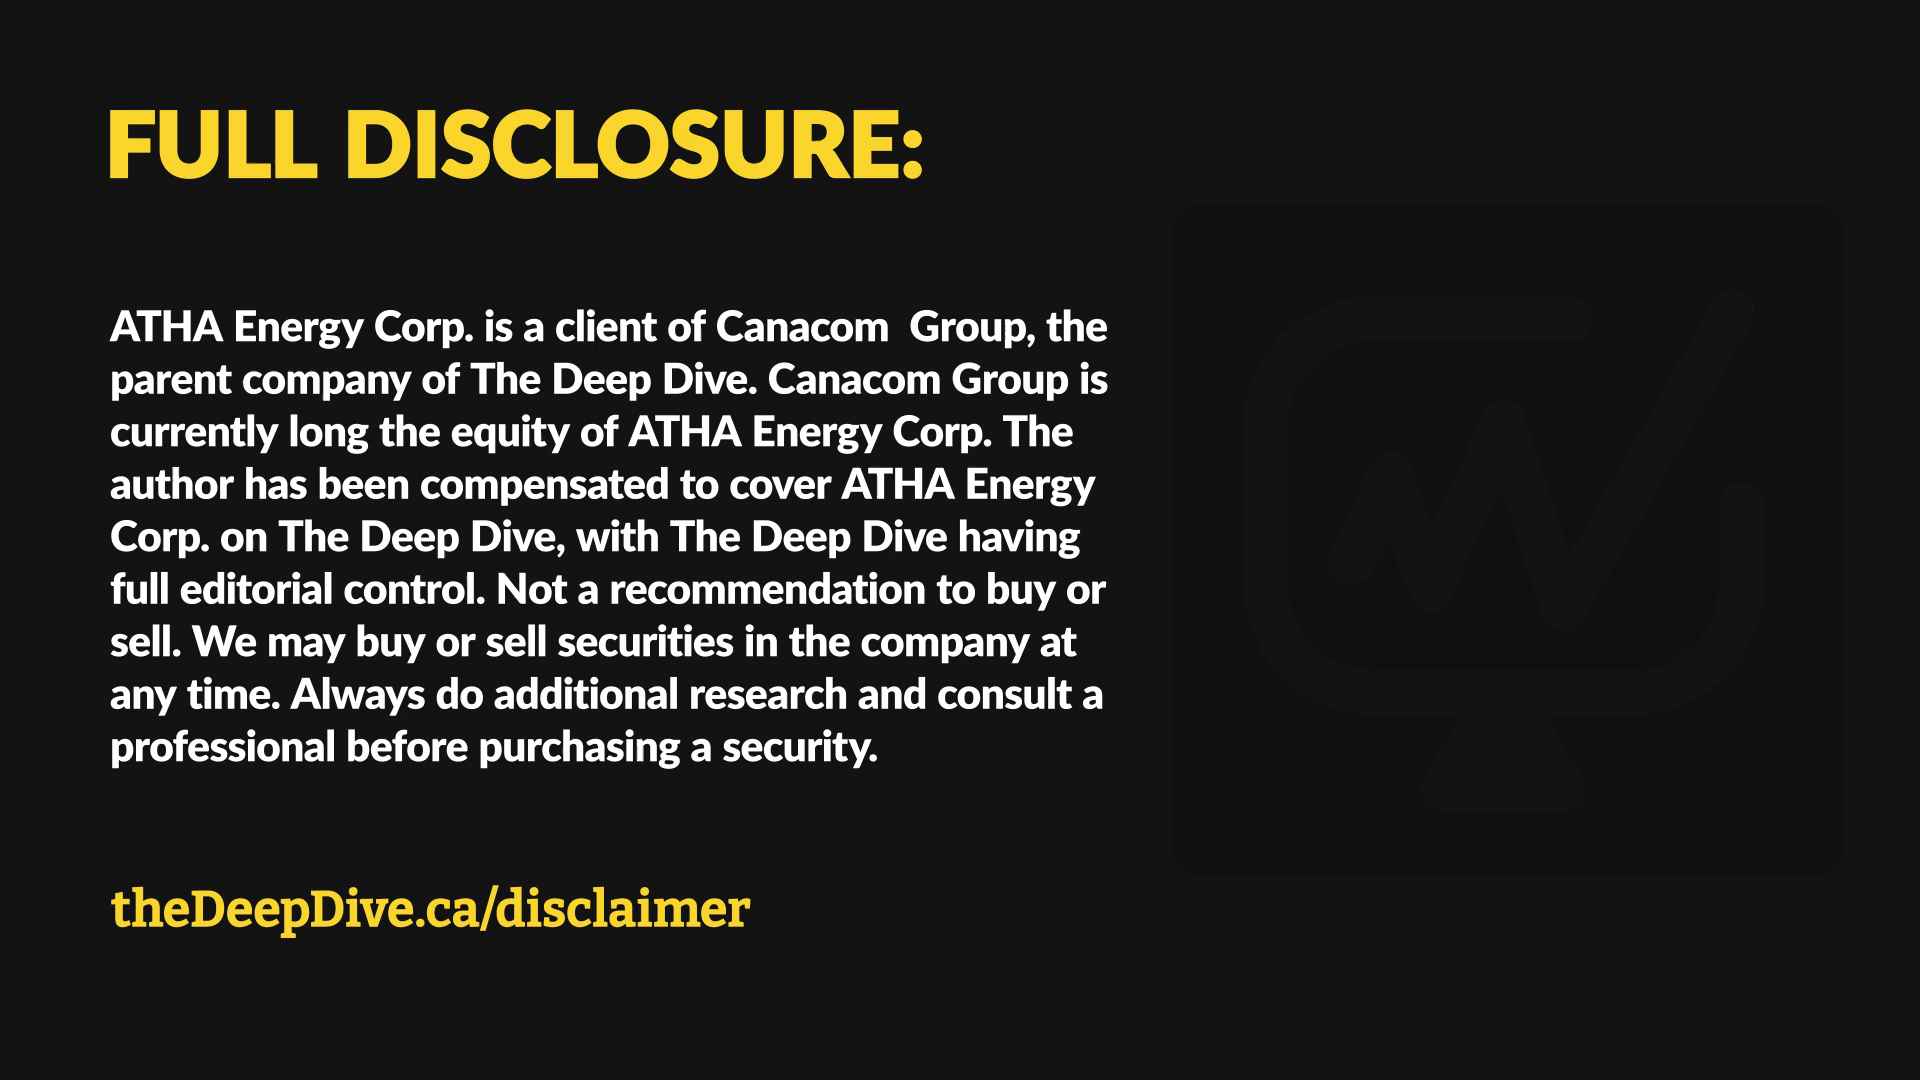 FULL DISCLOSURE:
ATHA Energy Corp. is a client of Canacom  Group, the
parent company of The Deep Dive. Canacom Group is
currently long the equity of ATHA Energy Corp. The
author has been compensated to cover ATHA Energy
Corp. on The Deep Dive, with The Deep Dive having
full editorial control. Not a recommendation to buy or
sell. We may buy or sell securities in the company at
any time. Always do additional research and consult a
professional before purchasing a security.
theDeepDive.ca/disclaimer